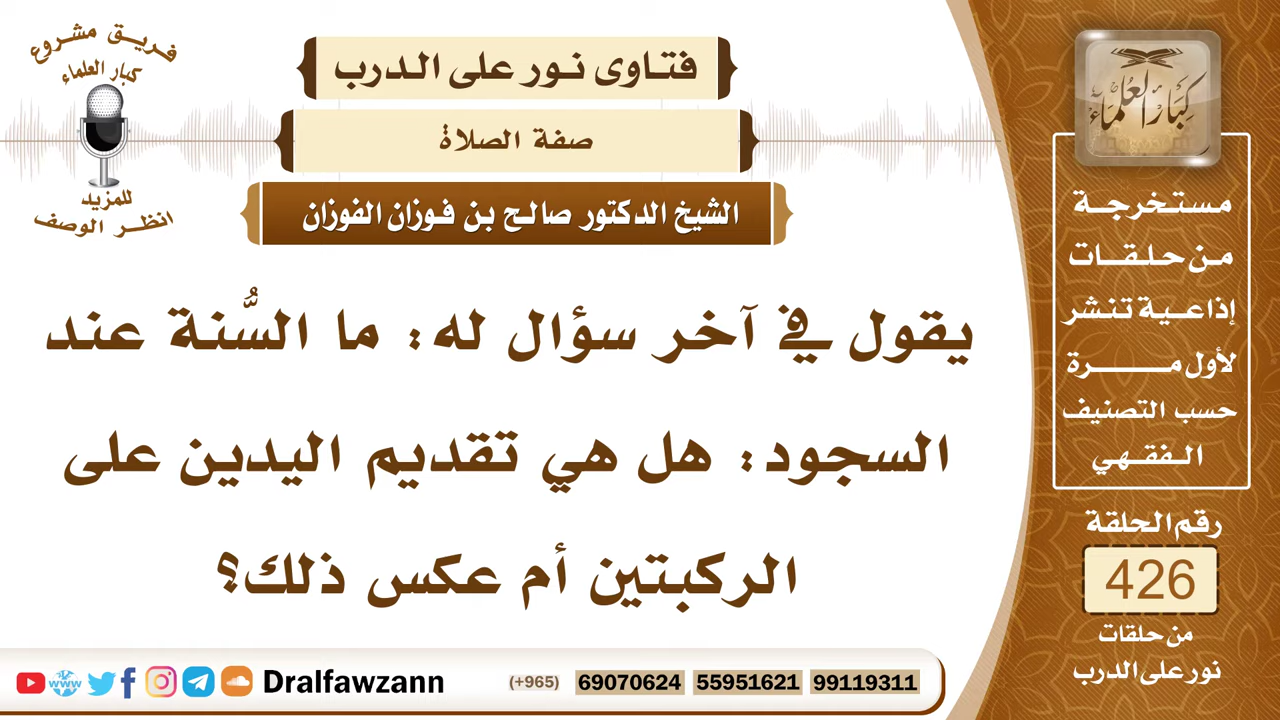 فريق مشروع
كبار العلماء
للمزيد
انظر الوصف
فتاوى نور على الدرب
صفة الصلاة
الشيخ الدكتور صالح بن فوزان الفوزان
يقول في آخر سؤال له: ما السُّنة عند
السجود: هل هي تقديم اليدين على
الركبتين أم عكس ذلك؟
كبار العلماء
مستخرجة
من حلقات
إذاعية تنشر
لأول مرة
حسب التصنيف
الفقهي
رقم الحلقة
426
من حلقات
نور على الدرب
www
Dralfawzann
(+965) 69070624 55951621 99119311